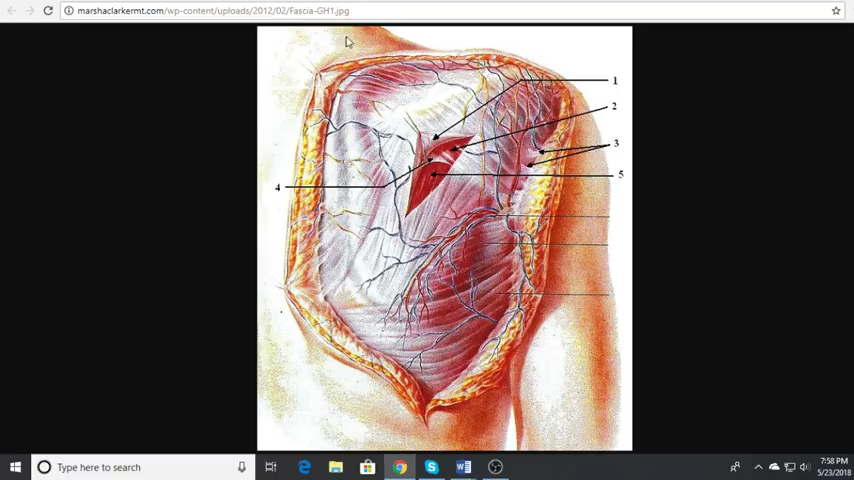 marshaclarkermt.com/wp-content/uploads/2012/02/Fascia-GH1.jpg
1
2
3
4
5
Type here to search
7:58 PM
5/23/2018